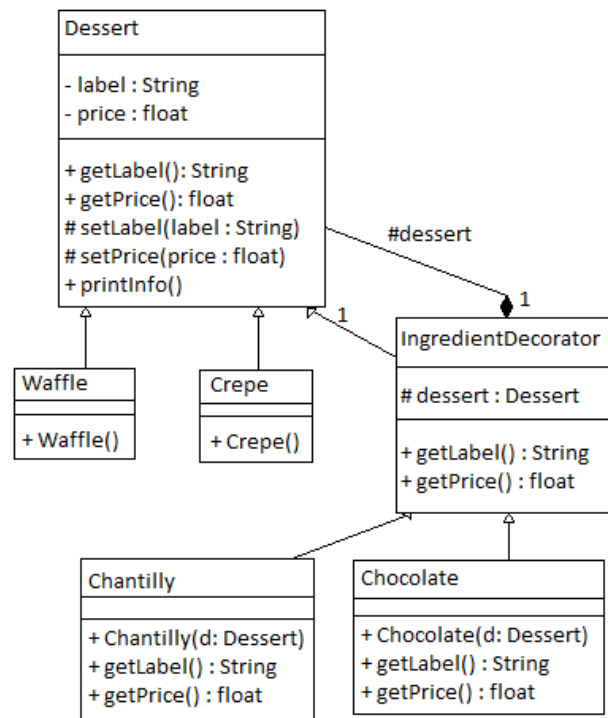 Dessert
- label : String
- price : float
+ getLabel(): String
+ getPrice(): float
# setLabel(label : String)
# setPrice(price : float)
+ printInfo()
#dessert
1
1
IngredientDecorator
# dessert : Dessert
+ getLabel() : String
+ getPrice() : float
Waffle
+ Waffle()
Crepe
+ Crepe()
Chantilly
+ Chantilly(d: Dessert)
+ getLabel() : String
+ getPrice() : float
Chocolate
+ Chocolate(d: Dessert)
+ getLabel() : String
+ getPrice() : float